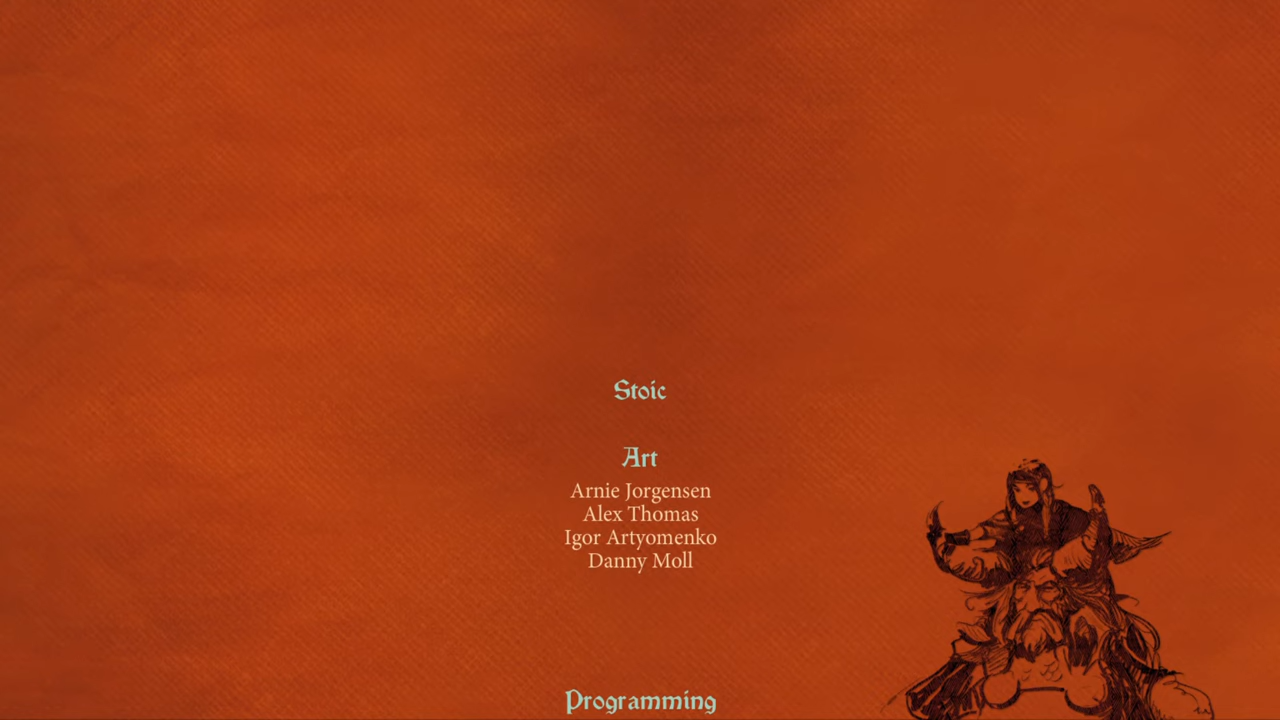 Stoic
Art
Arnie Jorgensen
Alex Thomas
Igor Artyomenko
Danny Moll
Programming